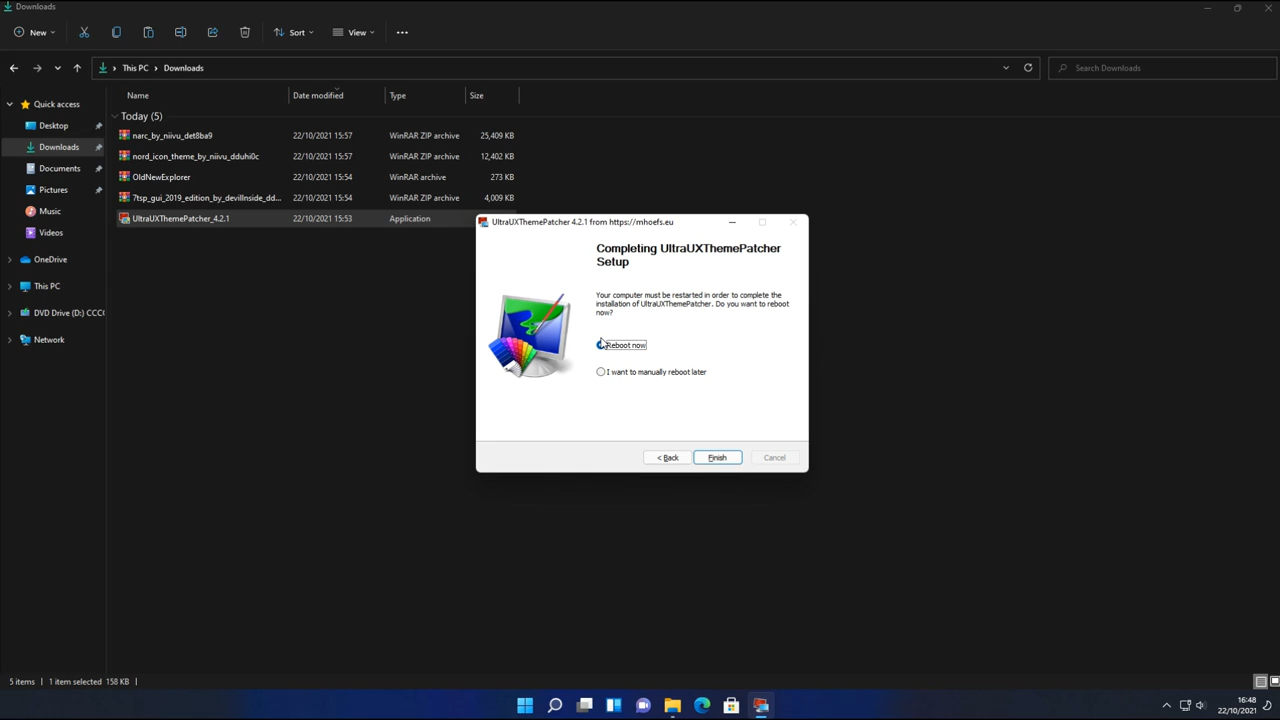 Downloads
New
Sort
View
This PC > Downloads
Search Downloads
Name
Date modified
Type
Size
Quick access
Desktop
Downloads
Documents
Pictures
Music
Videos
OneDrive
This PC
DVD Drive (D:) CCC
Network
Today (5)
narc_by_niivu_det8ba9 22/10/2021 15:57 WinRAR ZIP archive 25,409 KB
nord_icon_theme_by_niivu_dduhi0c 22/10/2021 15:57 WinRAR ZIP archive 12,402 KB
OldNewExplorer 22/10/2021 15:54 WinRAR archive 273 KB
7tsp_gui_2019_edition_by_devillnside_dd... 22/10/2021 15:54 WinRAR ZIP archive 4,009 KB
UltraUXThemePatcher_4.2.1 22/10/2021 15:53 Application
UltraUXThemePatcher 4.2.1 from https://mhoefs.eu
Completing UltraUXThemePatcher
Setup
Your computer must be restarted in order to complete the
installation of UltraUXThemePatcher. Do you want to reboot
now?
Reboot now
I want to manually reboot later
< Back
Finish
Cancel
5 items
1 item selected 158 KB
16:48
22/10/2021